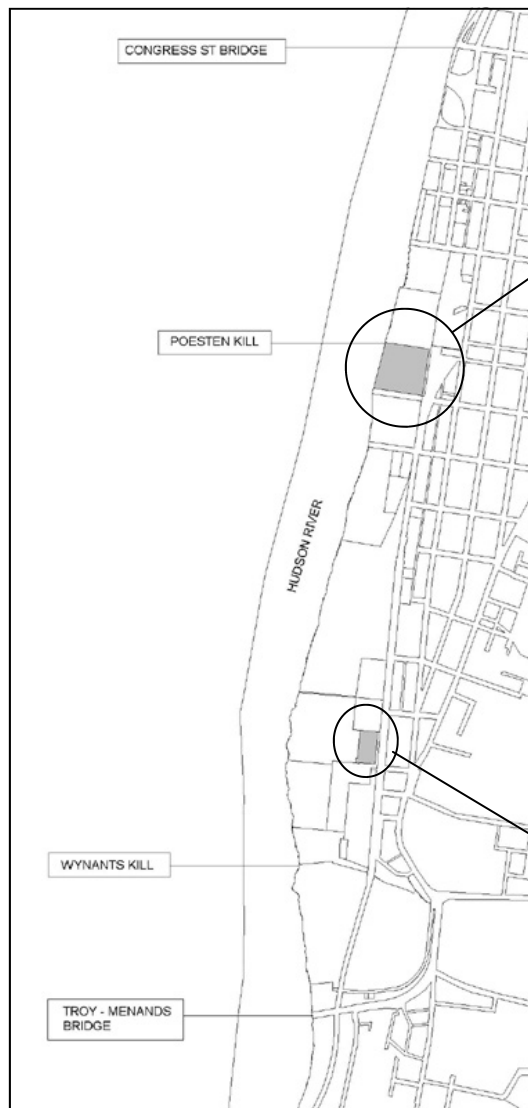 CONGRESS ST BRIDGE
POESTEN KILL
HUDSON RIVER
WYNANTS KILL
TROY - MENANDS
BRIDGE